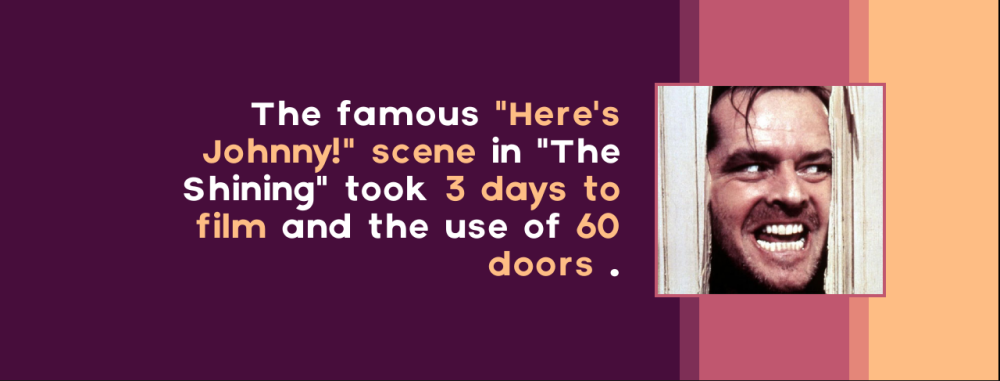 The famous "Here's
Johnny!" scene in "The
Shining" took 3 days to
film and the use of 60
doors .